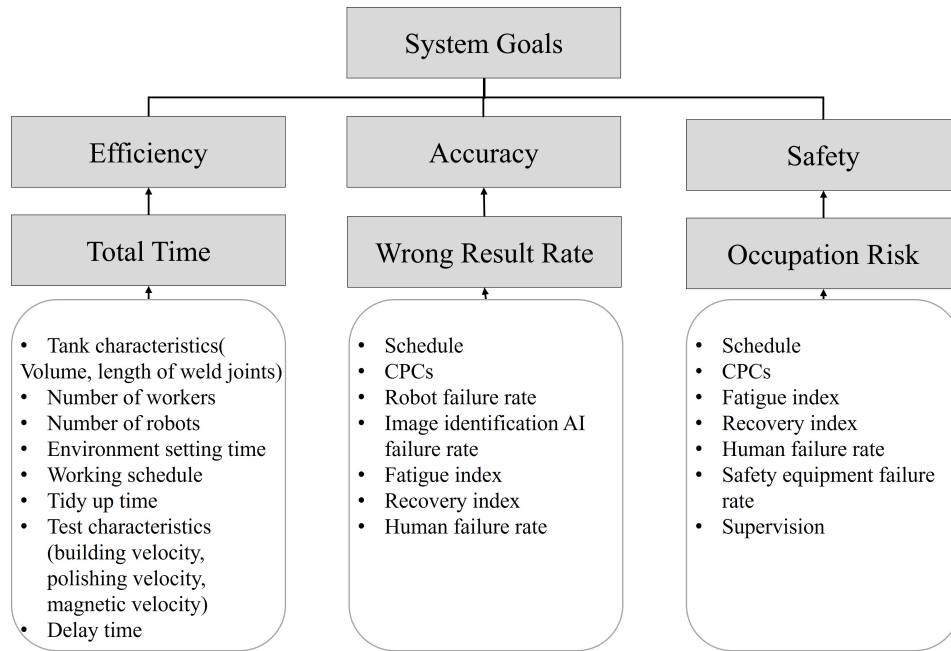 System Goals
Efficiency
Accuracy
Safety
Total Time
Wrong Result Rate
Occupation Risk
• Tank characteristics(
Volume, length of weld joints)
• Number of workers
• Number of robots
• Environment setting time
• Working schedule
• Tidy up time
• Test characteristics
(building velocity,
polishing velocity,
magnetic velocity)
• Delay time
• Schedule
• CPCs
• Robot failure rate
• Image identification AI
failure rate
• Fatigue index
• Recovery index
• Human failure rate
• Schedule
• CPCs
• Fatigue index
• Recovery index
• Human failure rate
• Safety equipment failure
rate
• Supervision